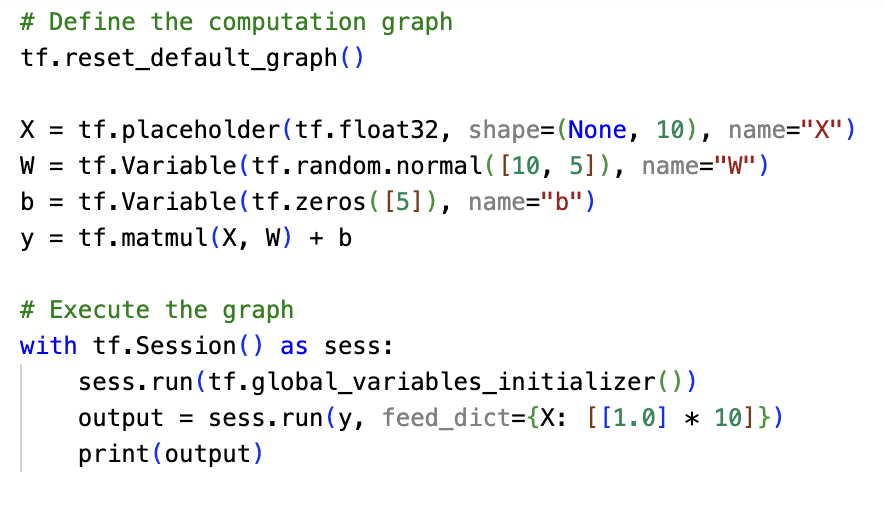 # Define the computation graph
tf.reset_default_graph()
X = tf.placeholder(tf.float32, shape=(None, 10), name="X")
W = tf.Variable(tf.random.normal([10, 5]), name="W")
b = tf.Variable(tf.zeros([5]), name="b")
y = tf.matmul(X, W) + b
# Execute the graph
with tf.Session() as sess:
    sess.run(tf.global_variables_initializer())
    output = sess.run(y, feed_dict={X: [[1.0] * 10]})
    print(output)